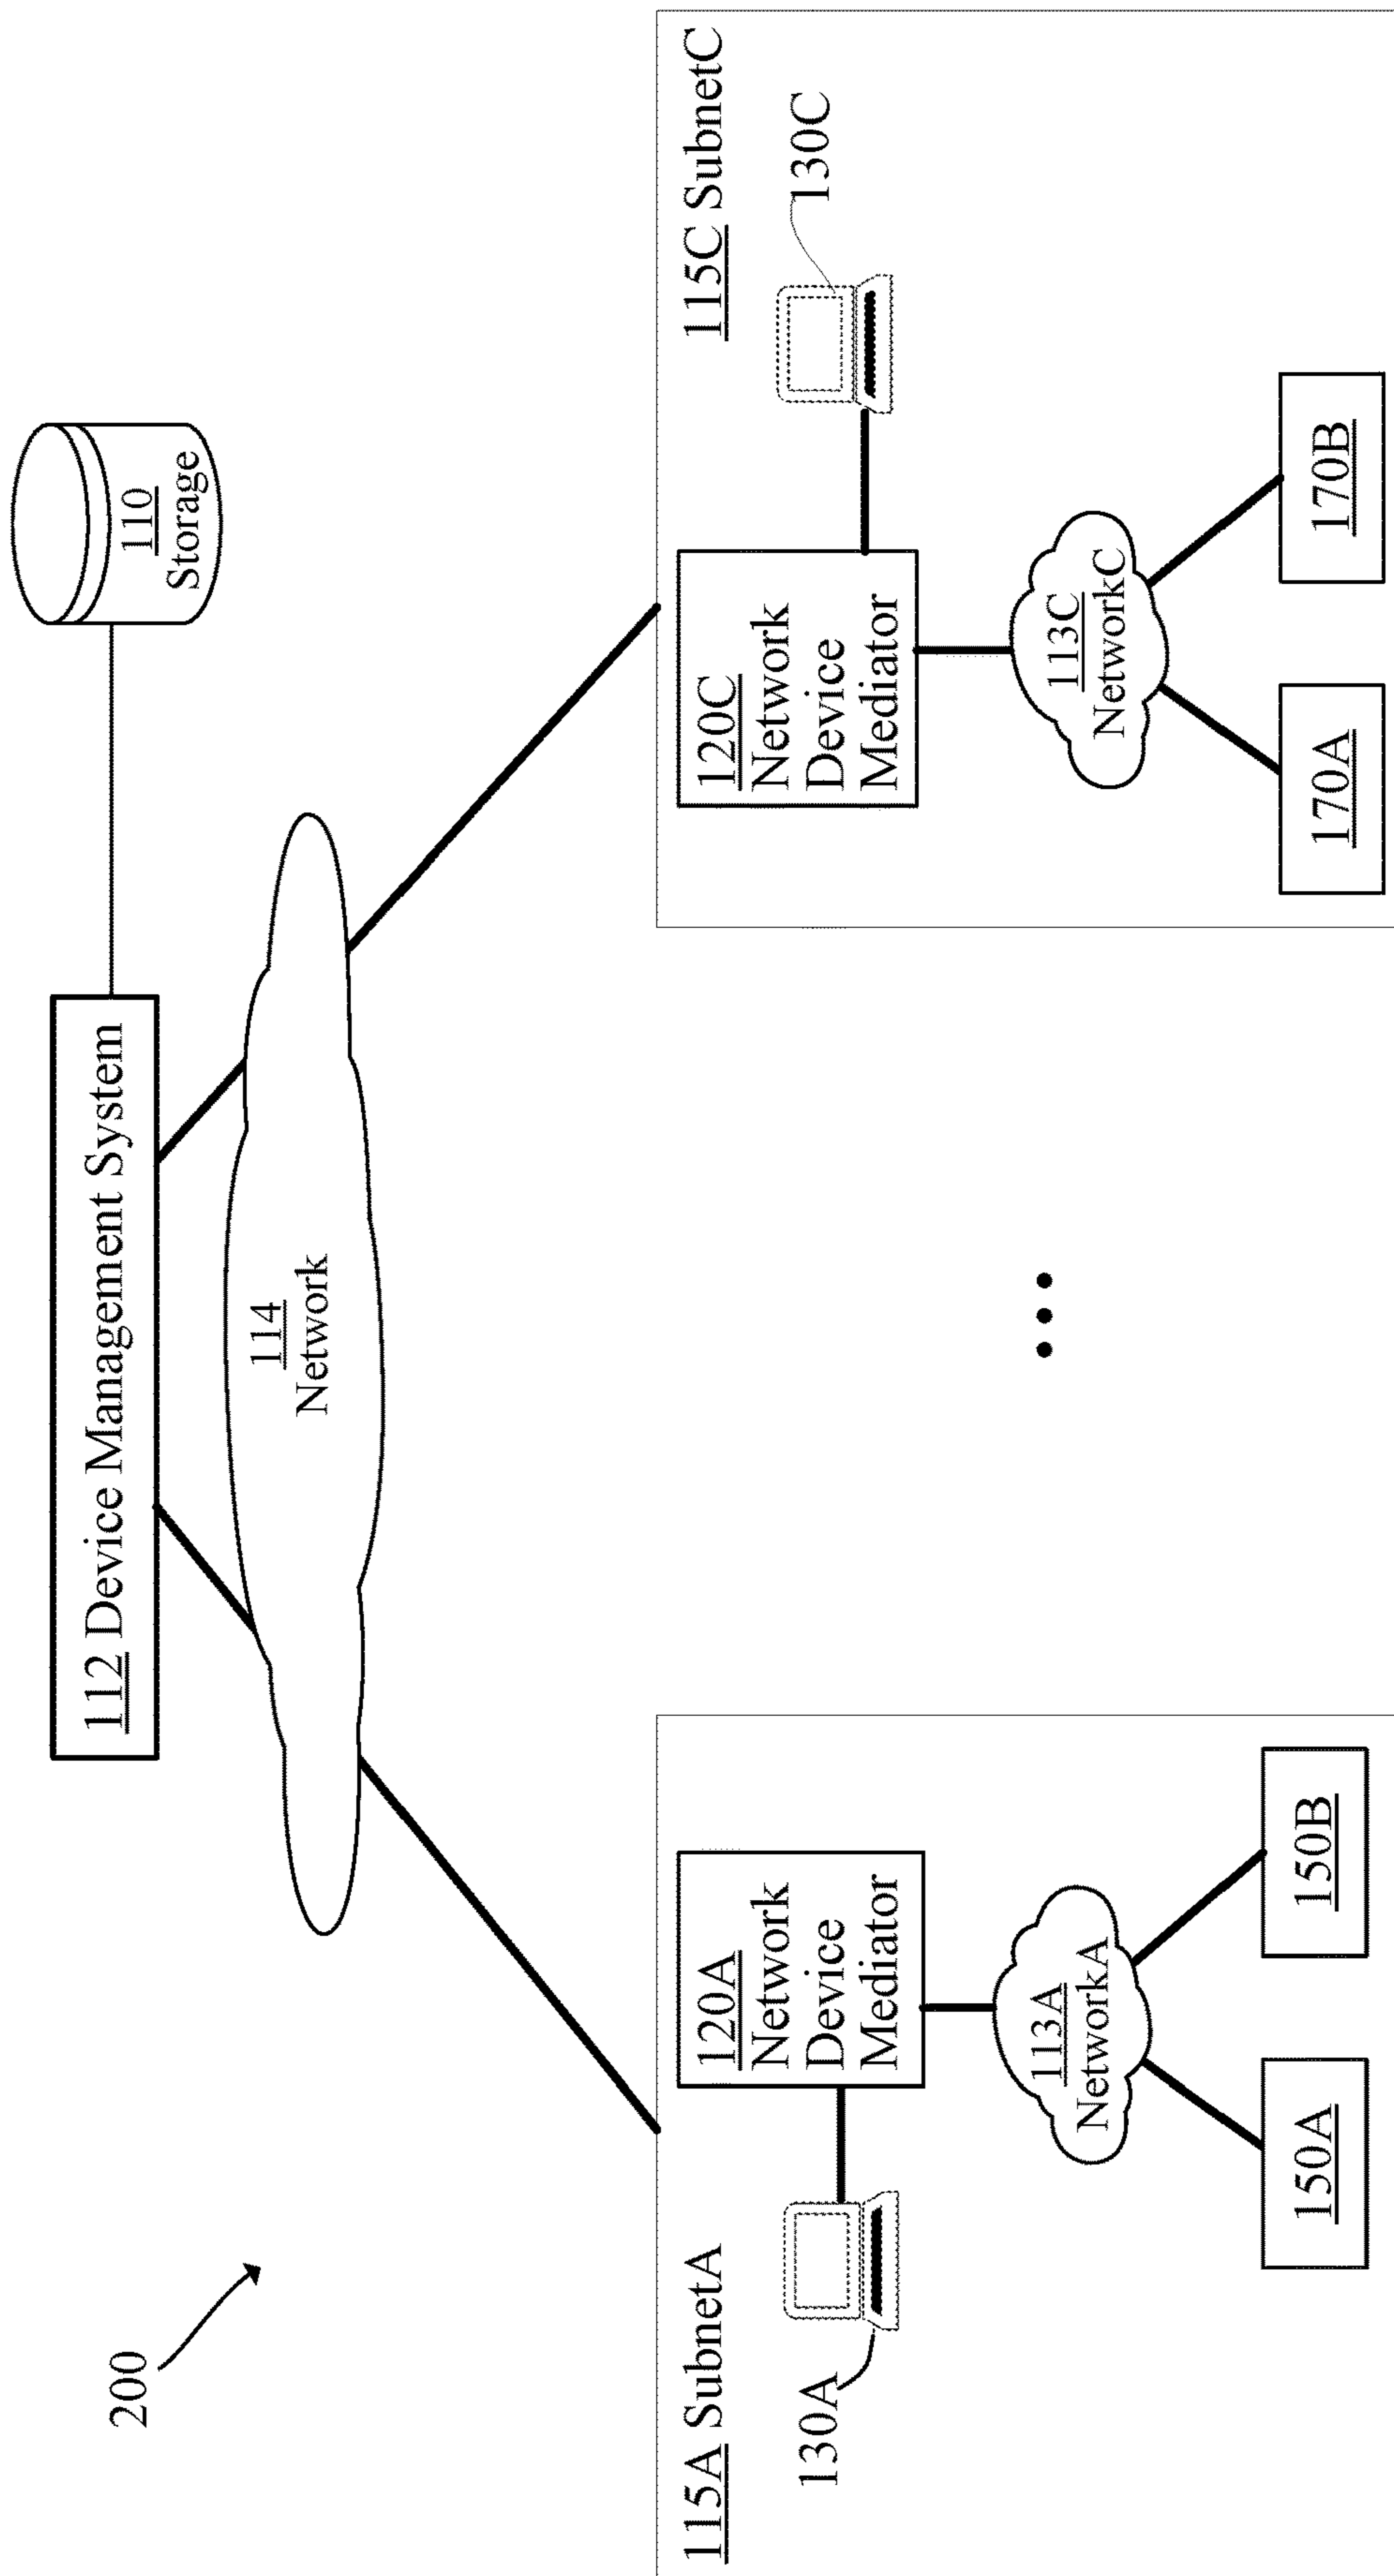 200
112 Device Management System
110
Storage
114
Network
115A SubnetA
130A
120A
Network
Device
Mediator
113A
NetworkA
150A
150B
...
115C SubnetC
130C
120C
Network
Device
Mediator
113C
NetworkC
170A
170B